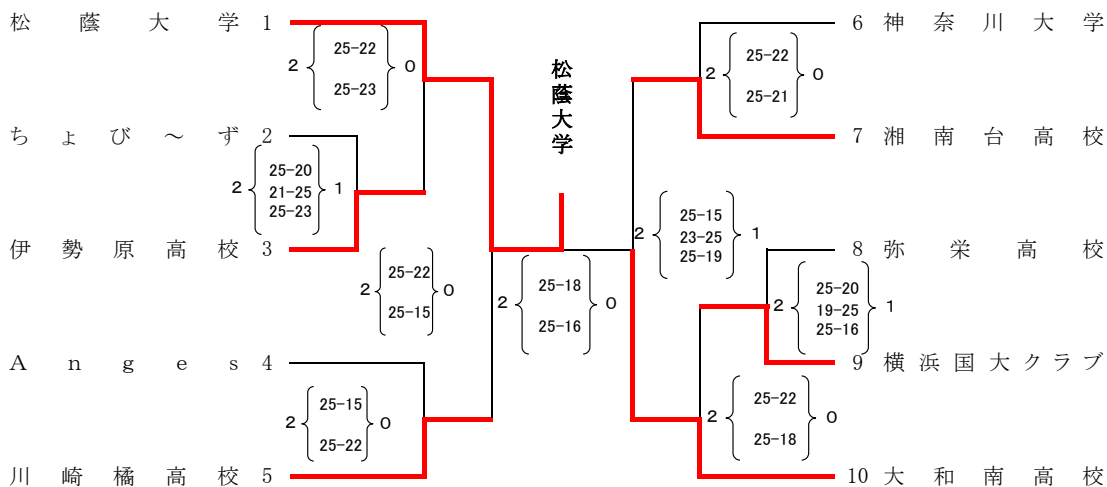 松蔭大学 1
2 25-22 0
25-23
ちょび～ず 2
2 25-20 1
21-25
25-23
伊勢原高校 3
2 25-22 0
25-15
Anges 4
2 25-15 0
25-22
川崎橘高校 5
松蔭大学
2 25-18 0
25-16
6 神奈川大学
2 25-22 0
25-21
7 湘南台高校
2 25-15 1
23-25
25-19
8 弥栄高校
2 25-20 1
19-25
25-16
9 横浜国大クラブ
2 25-22 0
25-18
10 大和南高校